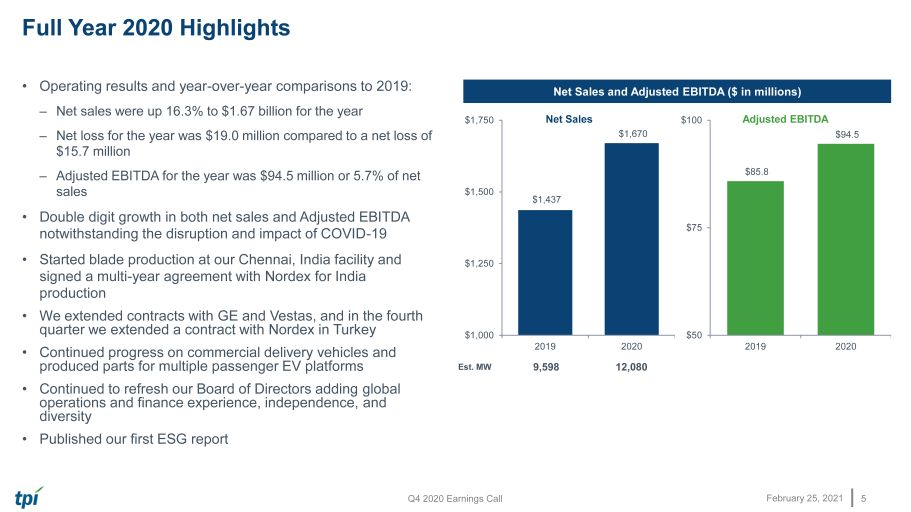 Full Year 2020 Highlights
• Operating results and year-over-year comparisons to 2019:
– Net sales were up 16.3% to $1.67 billion for the year
– Net loss for the year was $19.0 million compared to a net loss of
$15.7 million
– Adjusted EBITDA for the year was $94.5 million or 5.7% of net
sales
• Double digit growth in both net sales and Adjusted EBITDA
notwithstanding the disruption and impact of COVID-19
• Started blade production at our Chennai, India facility and
signed a multi-year agreement with Nordex for India
production
• We extended contracts with GE and Vestas, and in the fourth
quarter we extended a contract with Nordex in Turkey
• Continued progress on commercial delivery vehicles and
produced parts for multiple passenger EV platforms
• Continued to refresh our Board of Directors adding global
operations and finance experience, independence, and
diversity
• Published our first ESG report
Net Sales and Adjusted EBITDA ($ in millions)
Net Sales
$1,750
$1,500
$1,250
$1,000
$1,437
$1,670
2019
2020
Est. MW
9,598
12,080
Adjusted EBITDA
$100
$75
$50
$85.8
$94.5
2019
2020
tpi
Q4 2020 Earnings Call
February 25, 2021
5